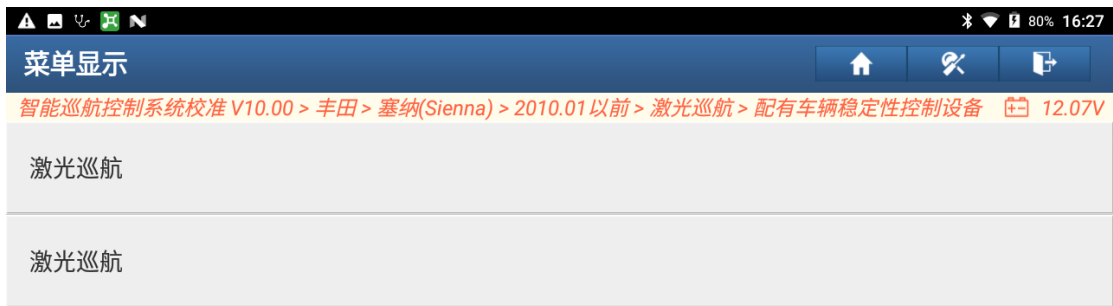 80% 16:27
菜单显示
智能巡航控制系统校准 V10.00 > 丰田 > 塞纳(Sienna) > 2010.01以前 > 激光巡航 > 配有车辆稳定性控制设备 12.07V
激光巡航
激光巡航